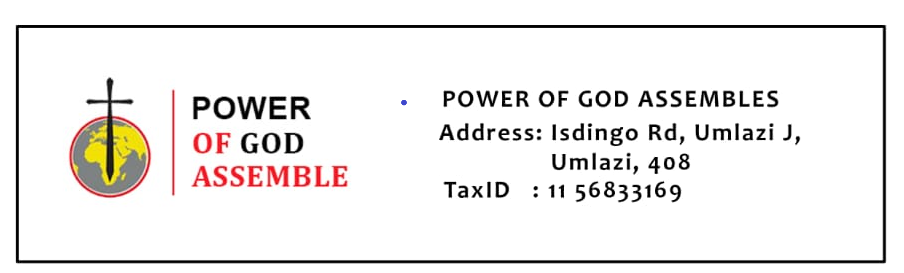 POWER
OF GOD
ASSEMBLE
POWER OF GOD ASSEMBLES
Address: Isdingo Rd, Umlazi J,
Umlazi, 408
TaxID : 11 56833169